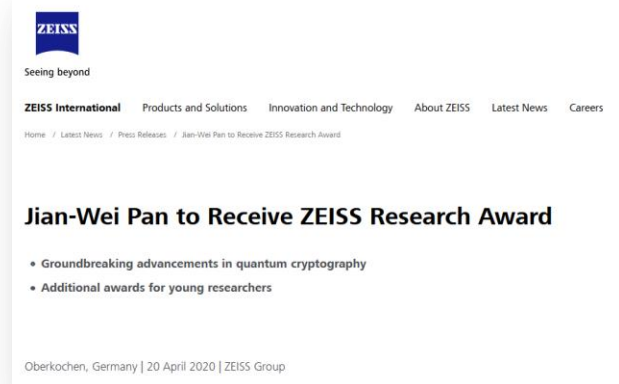 ZEISS
Seeing beyond
ZEISS International Products and Solutions Innovation and Technology About ZEISS Latest News Careers
Home / Latest News / Press Releases / Jian-Wei Pan to Receive ZEISS Research Award
Jian-Wei Pan to Receive ZEISS Research Award
• Groundbreaking advancements in quantum cryptography
• Additional awards for young researchers
Oberkochen, Germany | 20 April 2020 | ZEISS Group